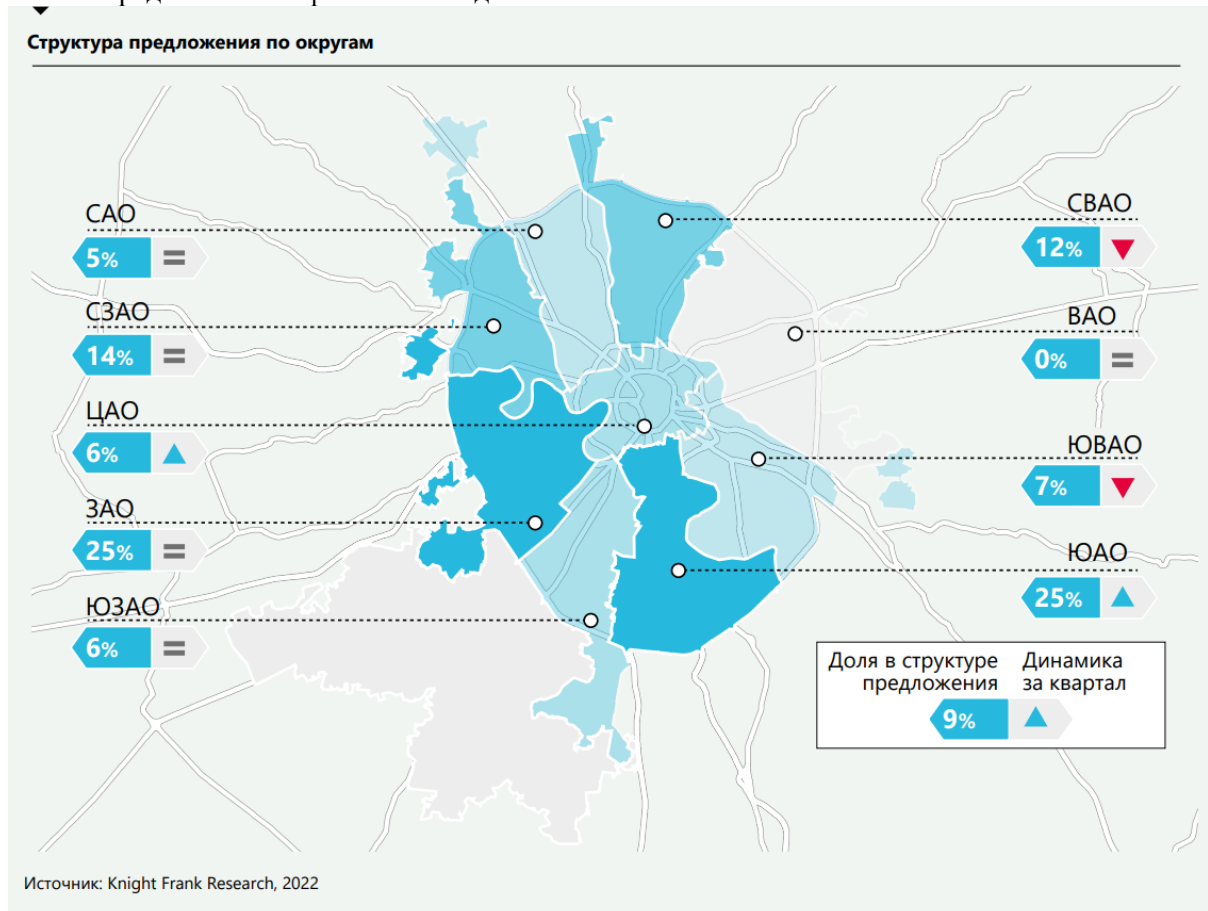 Структура предложения по округам
САО
5%
СЗАО
14%
ЦАО
6%
ЗАО
25%
ЮЗАО
6%
СВАО
12%
ВАО
0%
ЮВАО
7%
ЮАО
25%
Доля в структуре
предложения
Динамика
за квартал
9%
Источник: Knight Frank Research, 2022